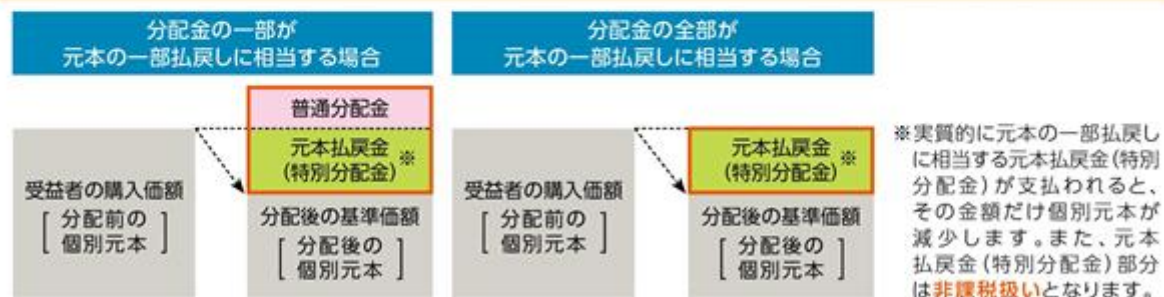 分配金の一部が
元本の一部払戻しに相当する場合
普通分配金
元本払戻金
(特別分配金) ※
受益者の購入価額
[ 分配前の
個別元本 ]
分配後の基準価額
[ 分配後の
個別元本 ]
分配金の全部が
元本の一部払戻しに相当する場合
元本払戻金
(特別分配金) ※
受益者の購入価額
[ 分配前の
個別元本 ]
分配後の基準価額
[ 分配後の
個別元本 ]
※実質的に元本の一部払戻し
に相当する元本払戻金(特別
分配金)が支払われると、
その金額だけ個別元本が
減少します。また、元本
払戻金(特別分配金)部分
は非課税扱いとなります。